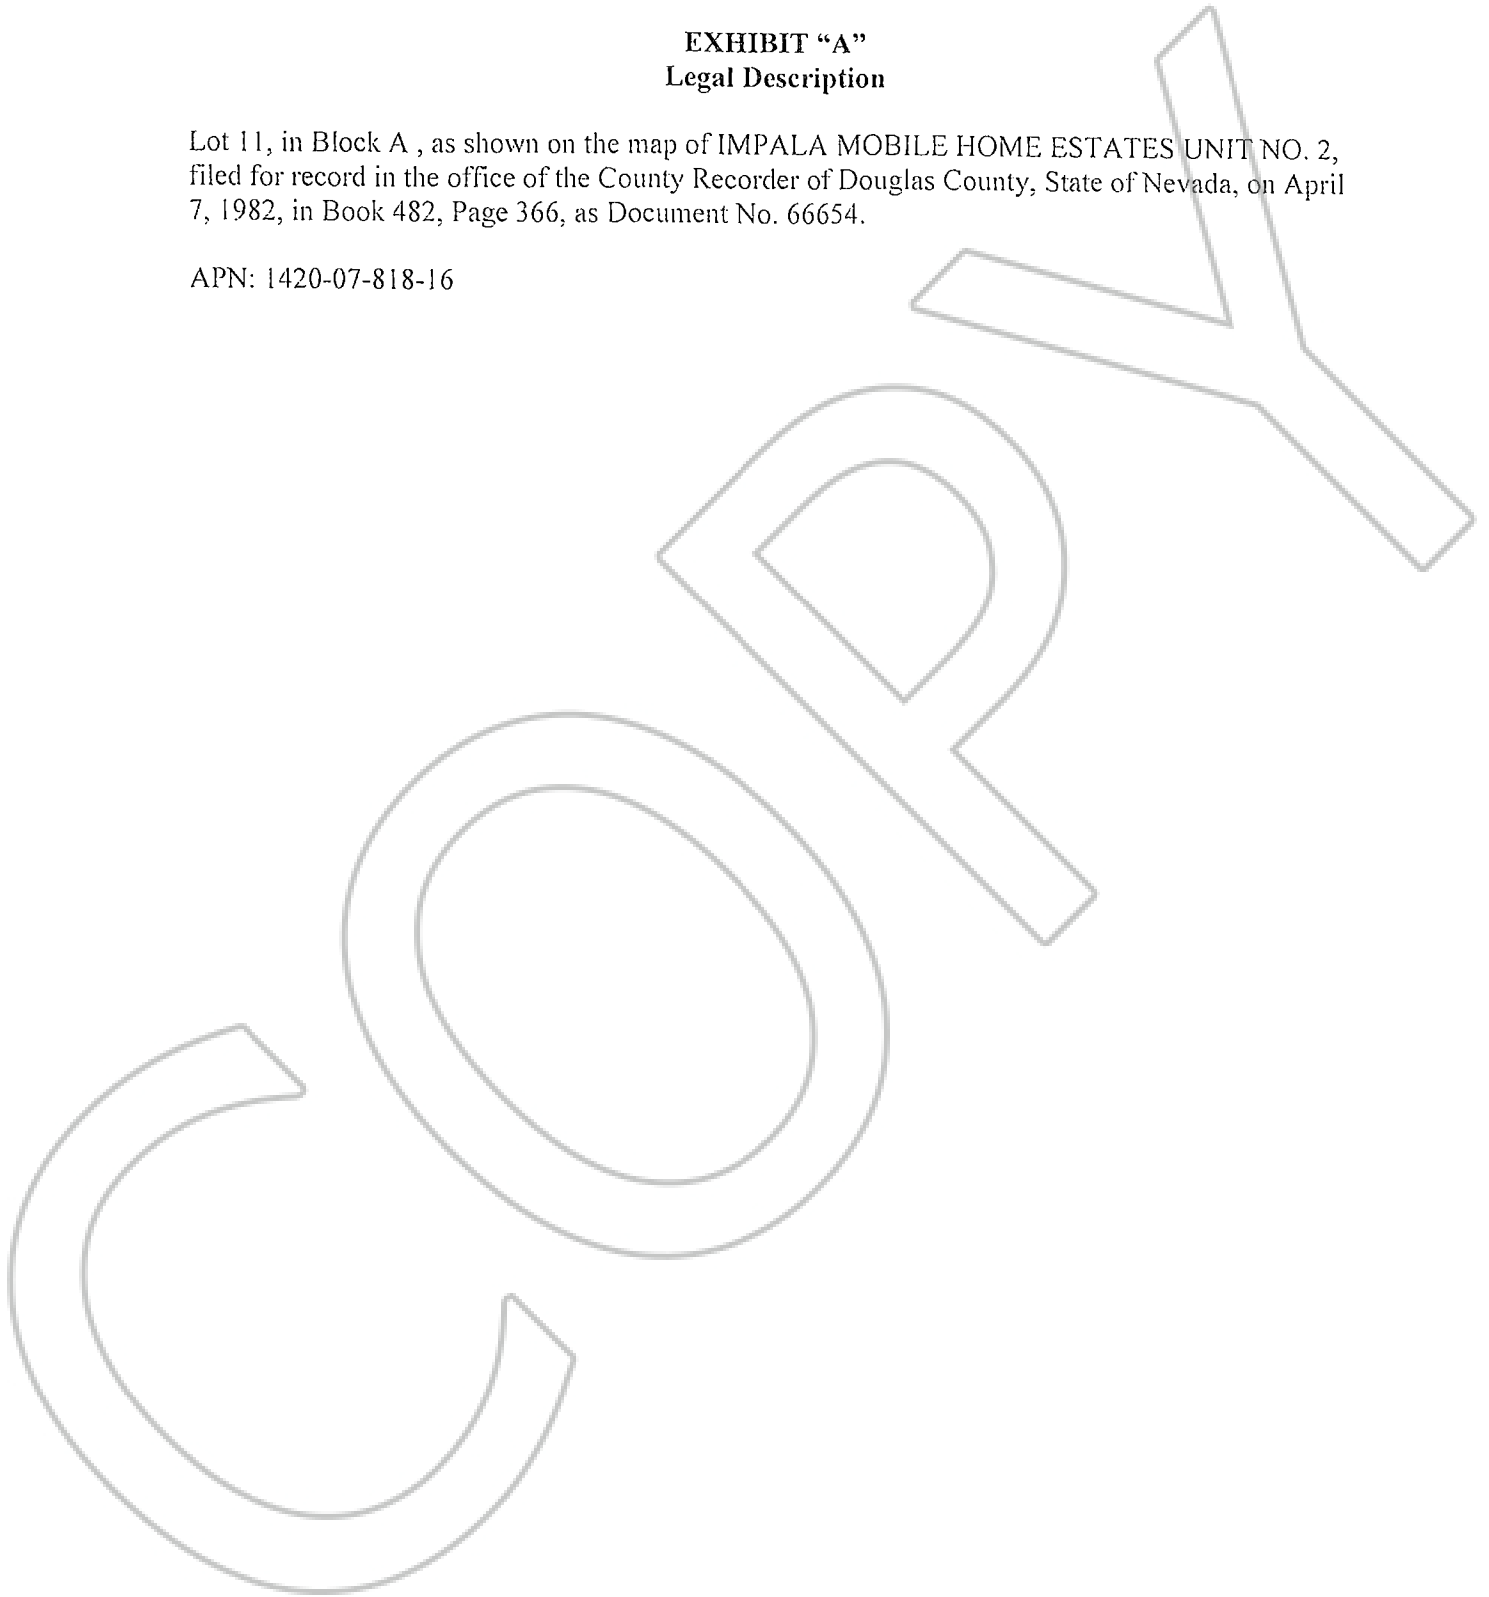 EXHIBIT “A”
Legal Description
Lot 11, in Block A , as shown on the map of IMPALA MOBILE HOME ESTATES UNIT NO. 2,
filed for record in the office of the County Recorder of Douglas County, State of Nevada, on April
7, 1982, in Book 482, Page 366, as Document No. 66654.
APN: 1420-07-818-16
COPY